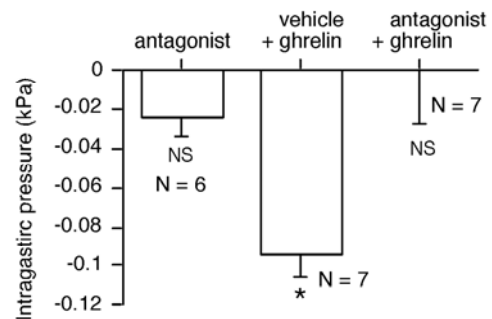 antagonist
vehicle
+ ghrelin
antagonist
+ ghrelin
Intragastirc pressure (kPa)
0
-0.02
-0.04
-0.06
-0.08
-0.1
-0.12
NS
N = 6
N = 7
*
N = 7
NS